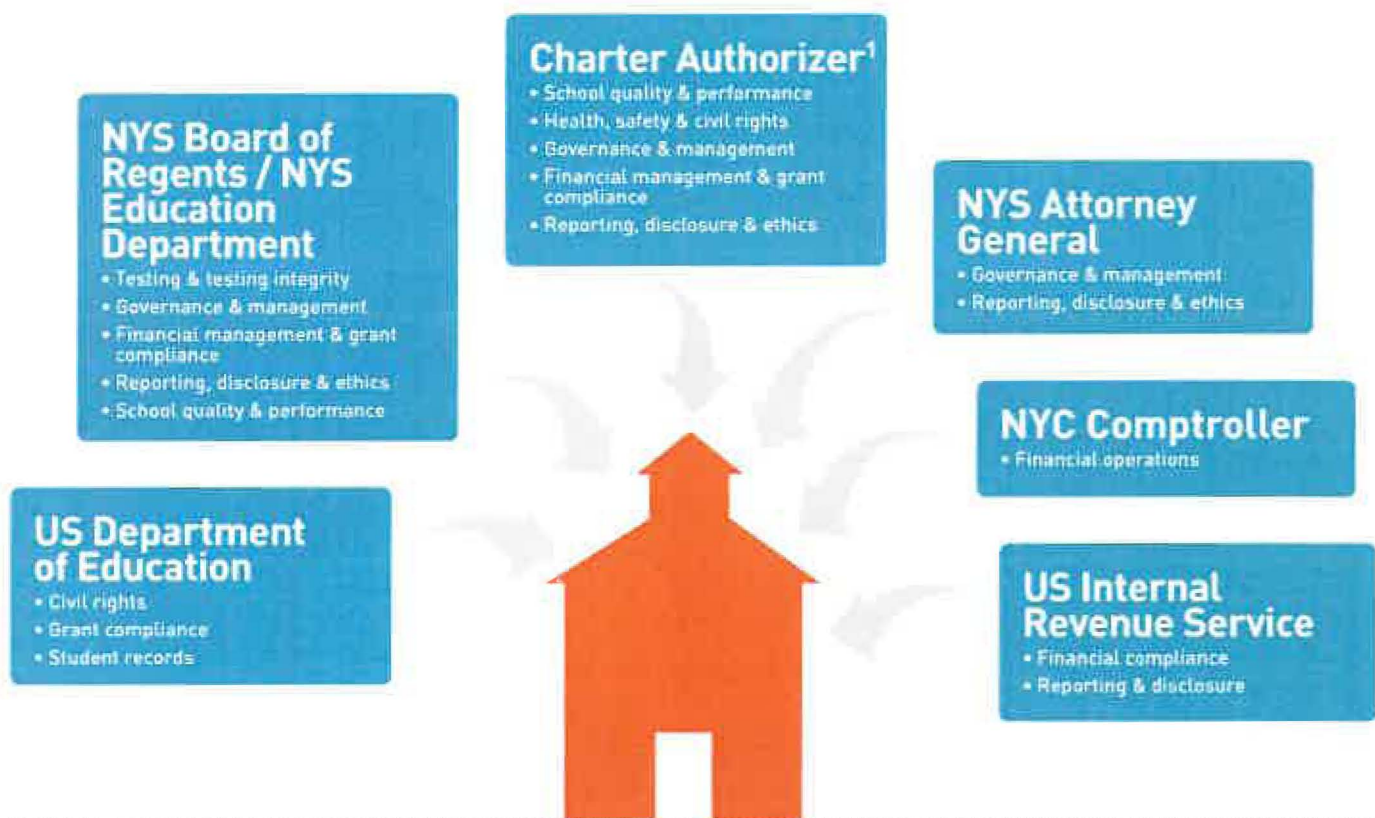 Charter Authorizer¹
• School quality & performance
• Health, safety & civil rights
• Governance & management
• Financial management & grant
compliance
• Reporting, disclosure & ethics
NYS Board of
Regents / NYS
Education
Department
• Testing & testing integrity
• Governance & management
• Financial management & grant
compliance
• Reporting, disclosure & ethics
• School quality & performance
NYS Attorney
General
• Governance & management
• Reporting, disclosure & ethics
NYC Comptroller
• Financial operations
US Department
of Education
• Civil rights
• Grant compliance
• Student records
US Internal
Revenue Service
• Financial compliance
• Reporting & disclosure